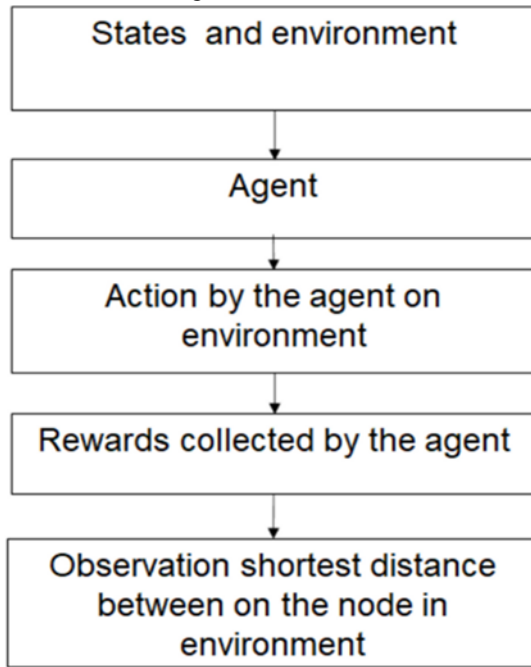 States and environment
Agent
Action by the agent on
environment
Rewards collected by the agent
Observation shortest distance
between on the node in
environment